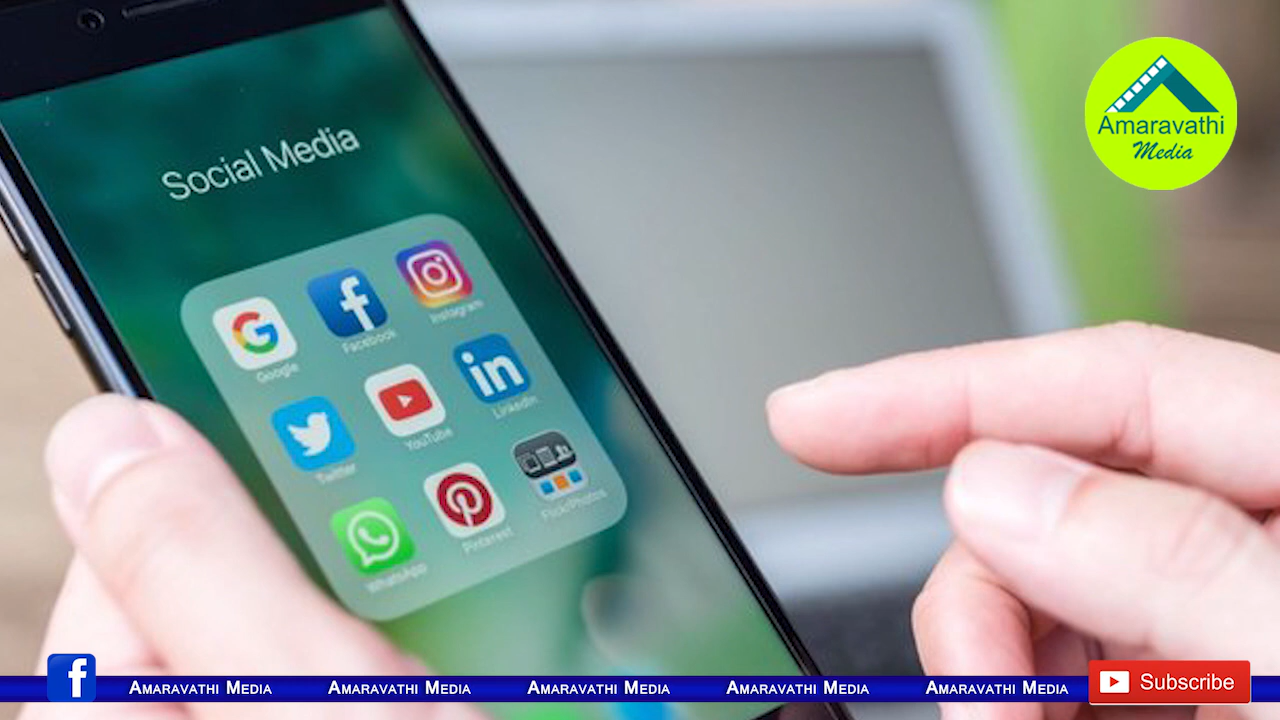 Social Media
Google
Facebook
Instagram
Twitter
YouTube
LinkedIn
WhatsApp
Pinterest
FlickrPhotos
Amaravathi
Media
Amaravathi Media Amaravathi Media Amaravathi Media Amaravathi Media Amaravathi Media
Subscribe